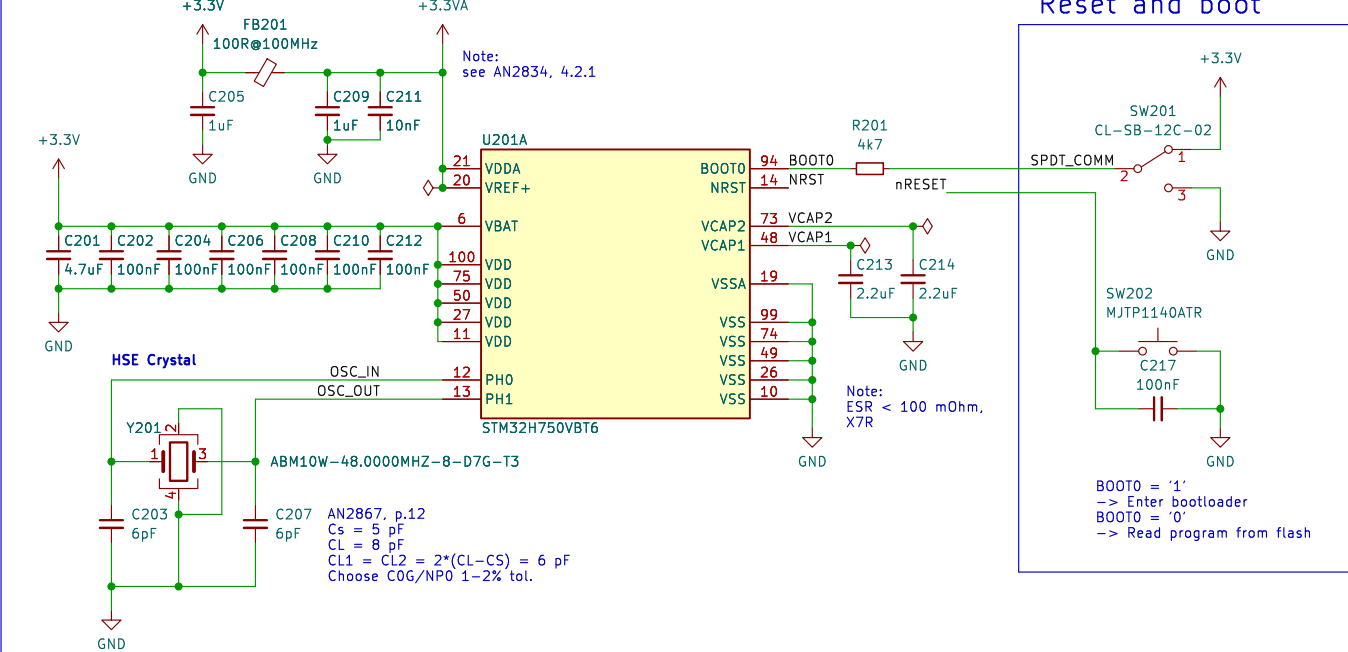 Reset and boot
+3.3V
+3.3VA
FB201
100R@100MHz
Note:
see AN2834, 4.2.1
C205
1uF
C209
1uF
C211
10nF
GND
GND
+3.3V
C201
4.7uF
C202
100nF
C204
100nF
C206
100nF
C208
100nF
C210
100nF
C212
100nF
GND
U201A
21 VDDA
20 VREF+
6 VBAT
100 VDD
75 VDD
50 VDD
27 VDD
11 VDD
12 PH0
13 PH1
BOOT0 94 BOOT0
NRST 14 NRST
VCAP2 73 VCAP2
VCAP1 48 VCAP1
VSSA 19
VSS 99
VSS 74
VSS 49
VSS 26
VSS 10
STM32H750VBT6
R201
4k7
nRESET
SPDT_COMM
C213
2.2uF
C214
2.2uF
GND
Note:
ESR < 100 mOhm,
X7R
GND
+3.3V
SW201
CL-SB-12C-02
1
2
3
GND
SW202
MJTP1140ATR
C217
100nF
GND
BOOT0 = '1'
-> Enter bootloader
BOOT0 = '0'
-> Read program from flash
HSE Crystal
OSC_IN
OSC_OUT
Y201
2
1
3
4
ABM10W-48.0000MHZ-8-D7G-T3
C203
6pF
C207
6pF
AN2867, p.12
Cs = 5 pF
CL = 8 pF
CL1 = CL2 = 2*(CL-CS) = 6 pF
Choose C0G/NP0 1-2% tol.
GND